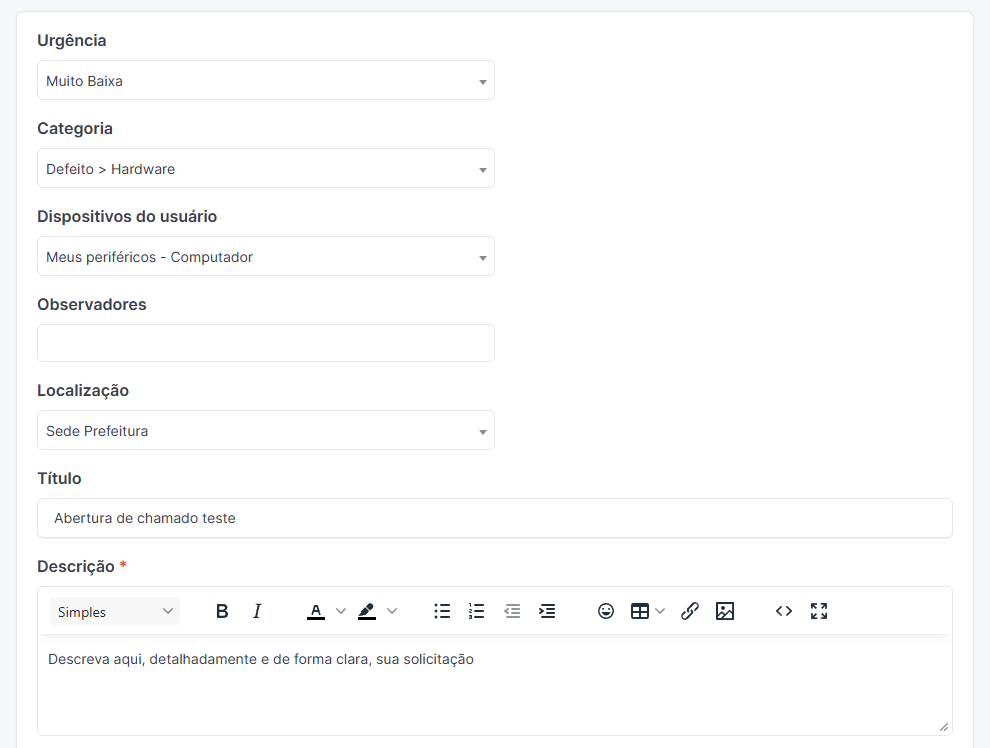 Urgência
Muito Baixa
Categoria
Defeito > Hardware
Dispositivos do usuário
Meus periféricos - Computador
Observadores
Localização
Sede Prefeitura
Título
Abertura de chamado teste
Descrição *
Simples B I A
Descreva aqui, detalhadamente e de forma clara, sua solicitação